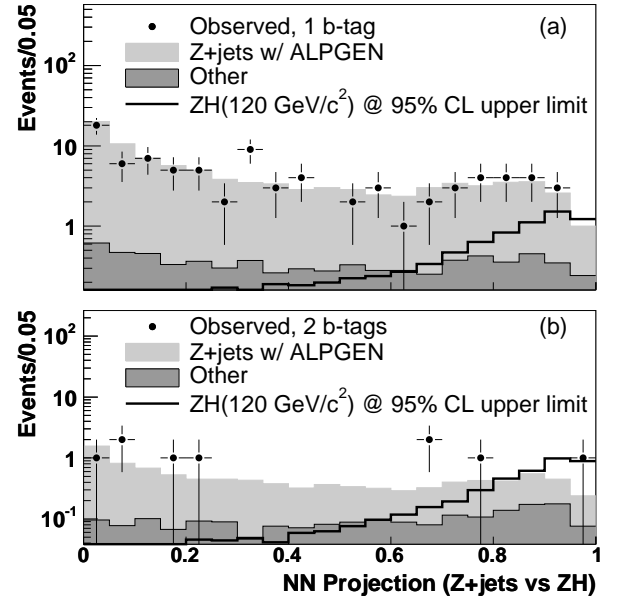 Events/0.05
10²
10
1
(a)
Observed, 1 b-tag
Z+jets w/ ALPGEN
Other
ZH(120 GeV/c²) @ 95% CL upper limit
Events/0.05
10²
10
1
10⁻¹
(b)
Observed, 2 b-tags
Z+jets w/ ALPGEN
Other
ZH(120 GeV/c²) @ 95% CL upper limit
0 0.2 0.4 0.6 0.8 1
NN Projection (Z+jets vs ZH)